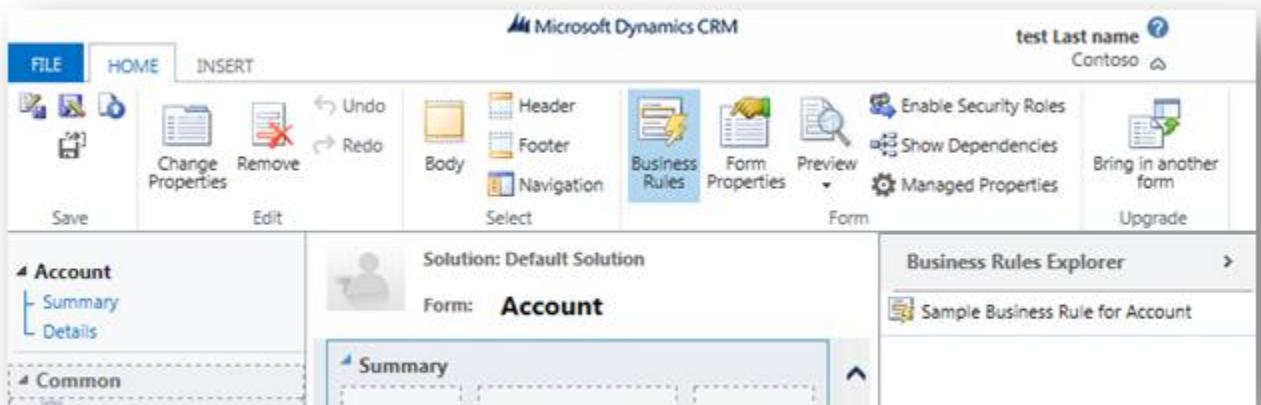 Microsoft Dynamics CRM
test Last name
Contoso
FILE
HOME
INSERT
Change Properties
Remove
Undo
Redo
Body
Header
Footer
Navigation
Business Rules
Form Properties
Preview
Enable Security Roles
Show Dependencies
Managed Properties
Bring in another form
Save
Edit
Select
Form
Upgrade
Account
Summary
Details
Common
Solution: Default Solution
Form: Account
Summary
Business Rules Explorer
Sample Business Rule for Account